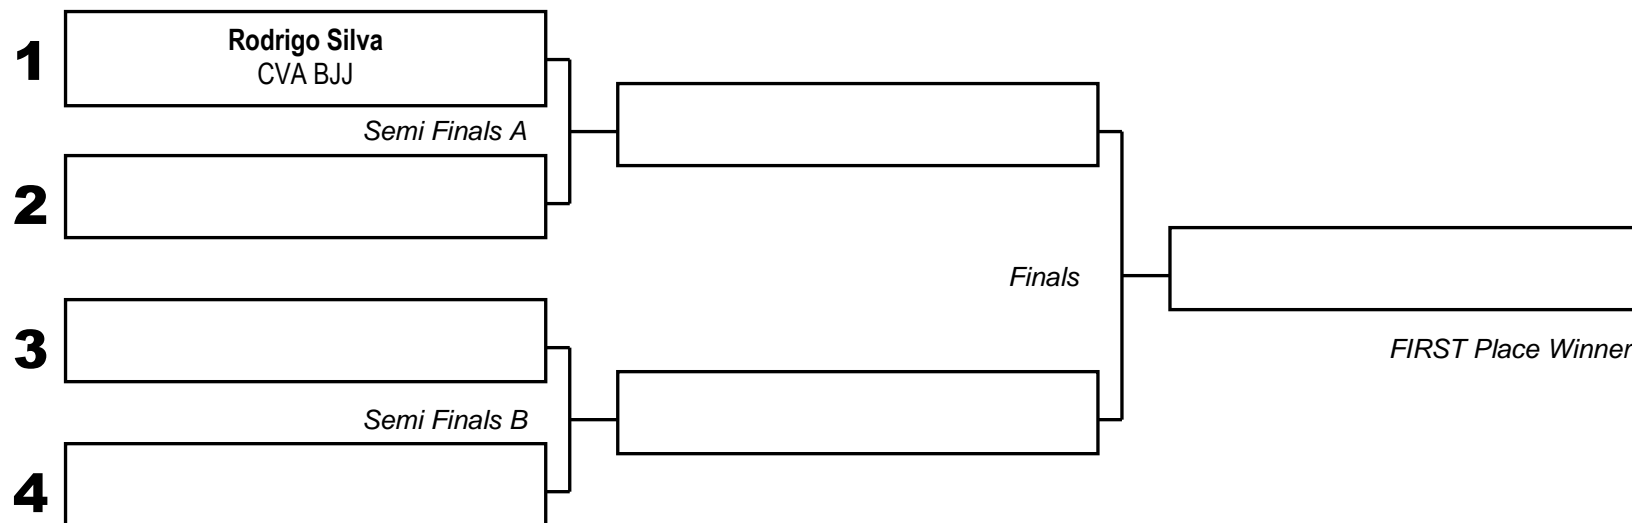 1
Rodrigo Silva
CVA BJJ
Semi Finals A
2
Finals
3
FIRST Place Winner
Semi Finals B
4